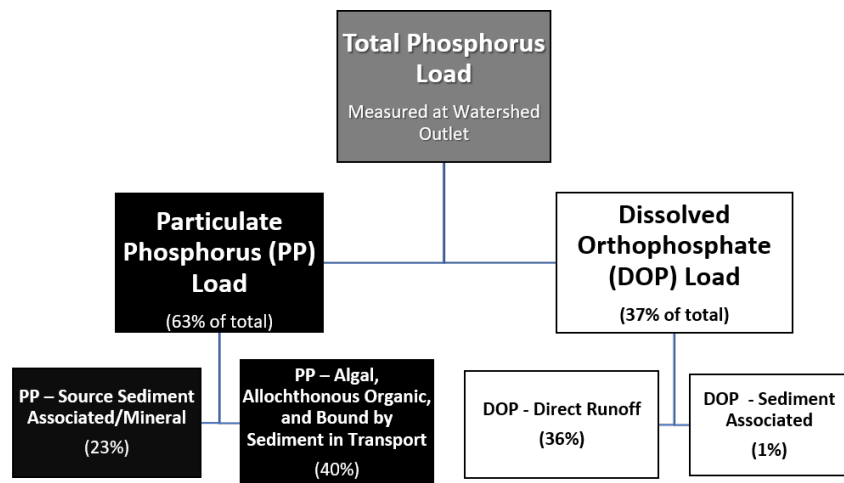 Total Phosphorus
Load
Measured at Watershed
Outlet
Particulate
Phosphorus (PP)
Load
(63% of total)
Dissolved
Orthophosphate
(DOP) Load
(37% of total)
PP – Source Sediment
Associated/Mineral
(23%)
PP – Algal,
Allochthonous Organic,
and Bound by
Sediment in Transport
(40%)
DOP - Direct Runoff
(36%)
DOP - Sediment
Associated
(1%)